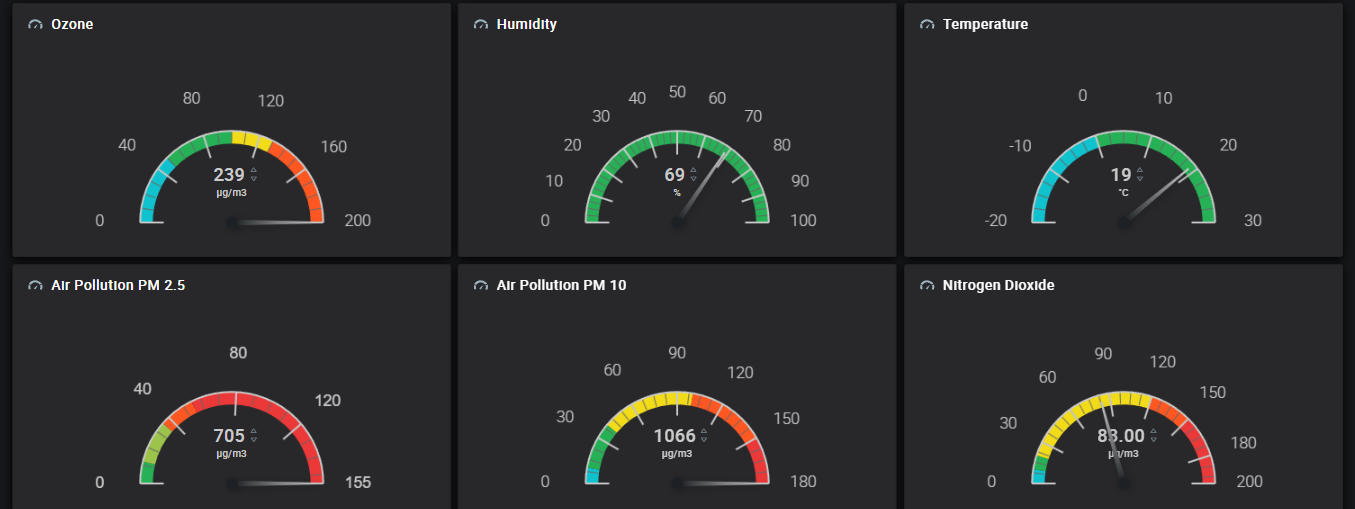 Ozone
80 120
40 160
239
µg/m3
0 200
Humidity
50
40 60
30 70
20 80
69
%
10 90
0 100
Temperature
0 10
-10 20
19
°C
-20 30
Air Pollution PM 2.5
80
40 120
705
µg/m3
0 155
Air Pollution PM 10
90
60 120
30 150
1066
µg/m3
0 180
Nitrogen Dioxide
90 120
60 150
30 180
83.00
µg/m3
0 200